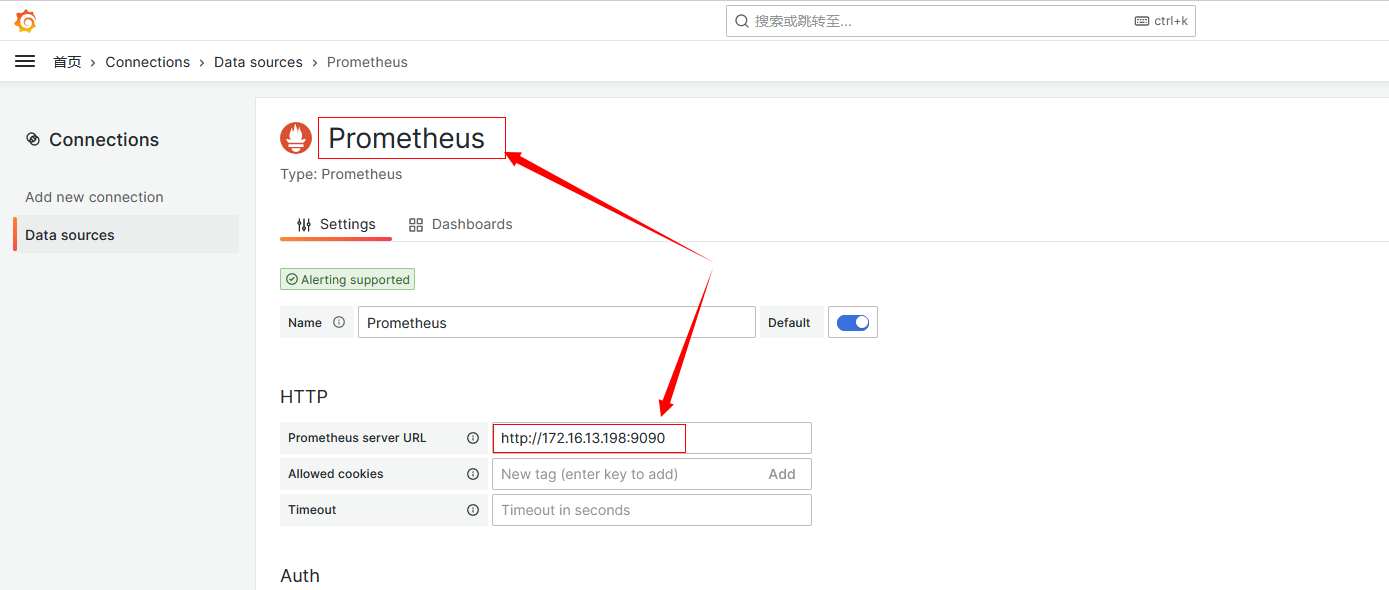 搜索或跳转至... ctrl+k
首页 › Connections › Data sources › Prometheus
Connections
Add new connection
Data sources
Prometheus
Type: Prometheus
Settings Dashboards
Alerting supported
Name Prometheus Default
HTTP
Prometheus server URL http://172.16.13.198:9090
Allowed cookies New tag (enter key to add) Add
Timeout Timeout in seconds
Auth